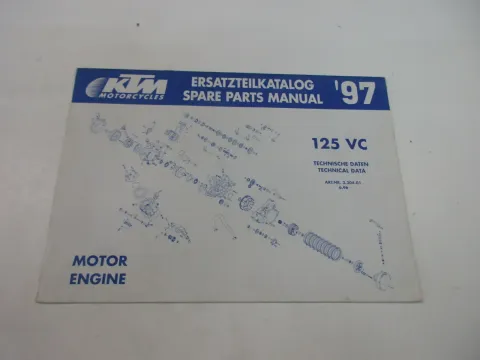 KTM
MOTORCYCLES
ERSATZTEILKATALOG
SPARE PARTS MANUAL
'97
125 VC
TECHNISCHE DATEN
TECHNICAL DATA
MOTOR
ENGINE